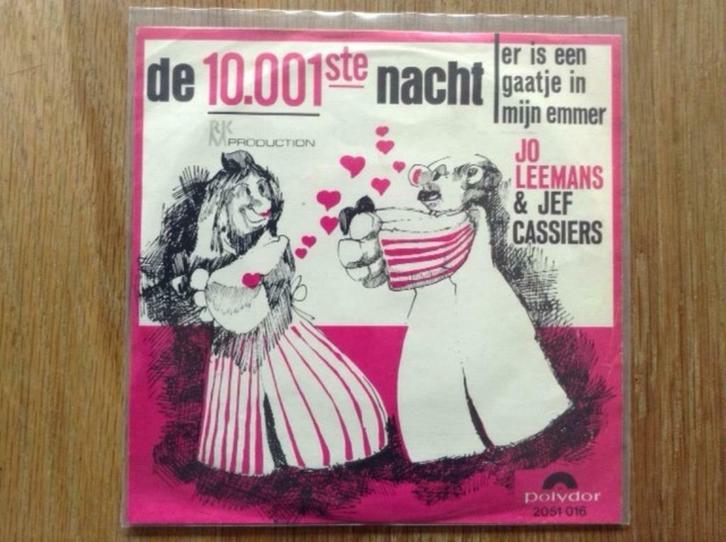 de 10.001ste nacht
er is een
gaatje in
mijn emmer
RKM PRODUCTION
JO
LEEMANS
& JEF
CASSIERS
polydor
2051 016